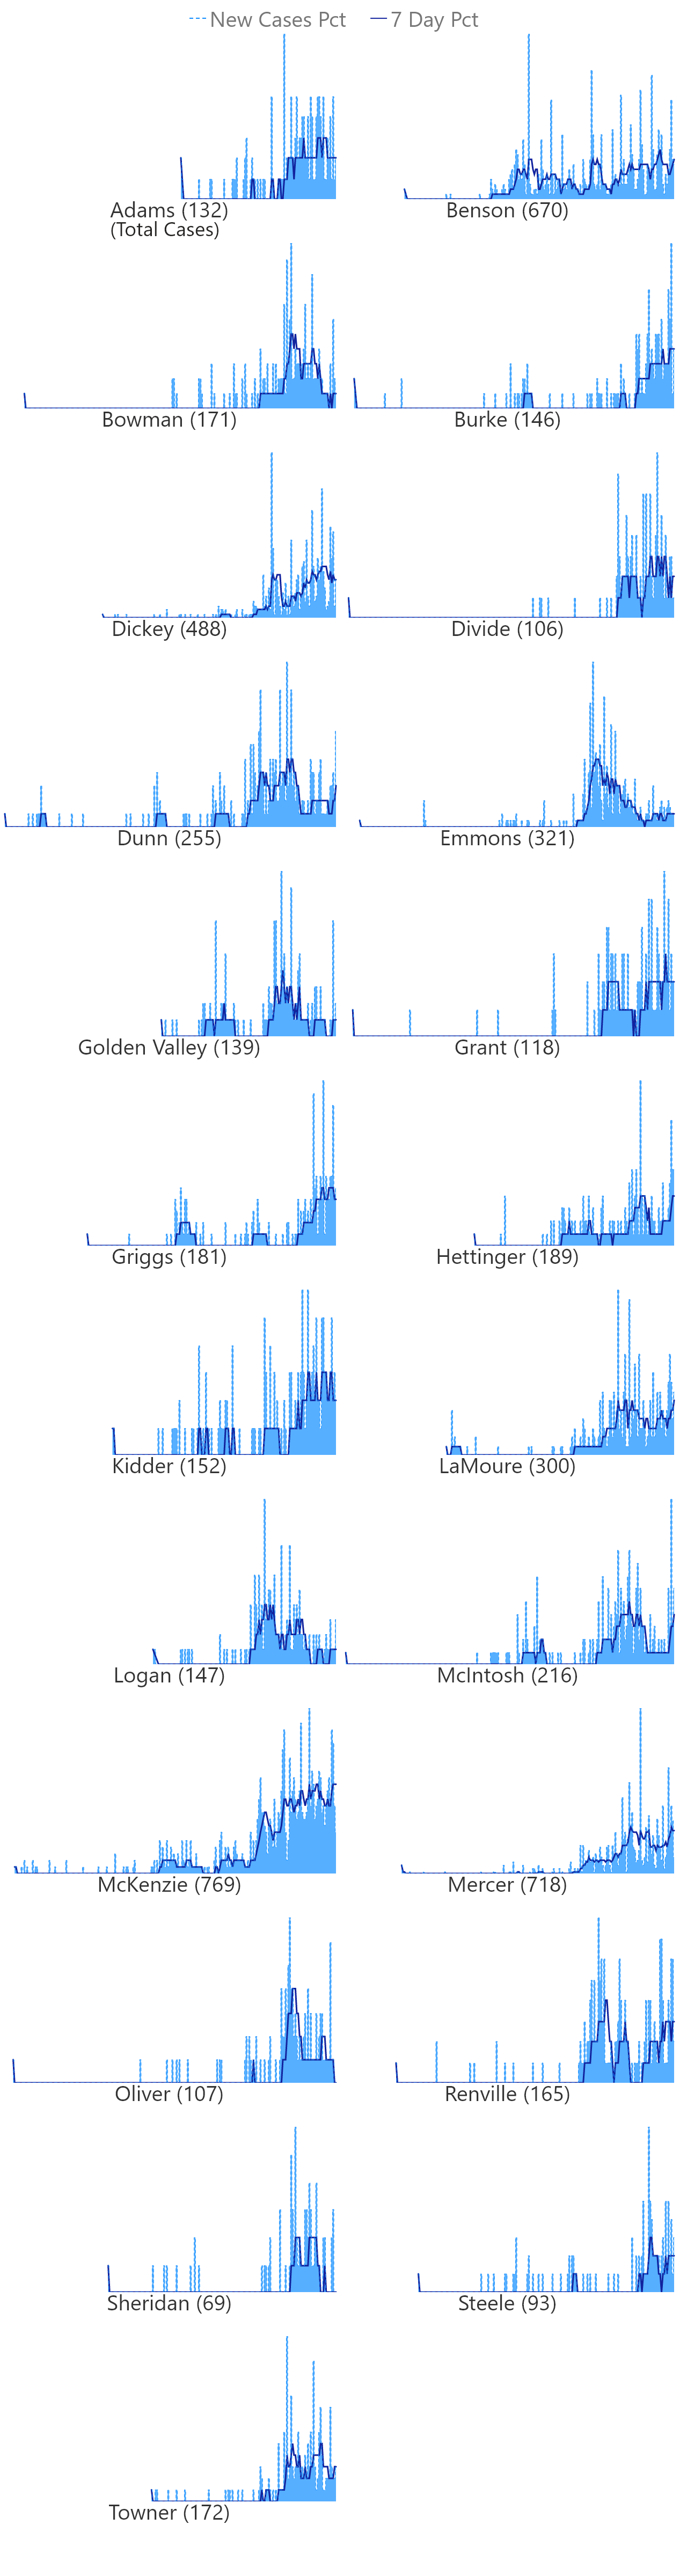 New Cases Pct 7 Day Pct
Adams (132) Benson (670)
(Total Cases)
Bowman (171) Burke (146)
Dickey (488) Divide (106)
Dunn (255) Emmons (321)
Golden Valley (139) Grant (118)
Griggs (181) Hettinger (189)
Kidder (152) LaMoure (300)
Logan (147) McIntosh (216)
McKenzie (769) Mercer (718)
Oliver (107) Renville (165)
Sheridan (69) Steele (93)
Towner (172)